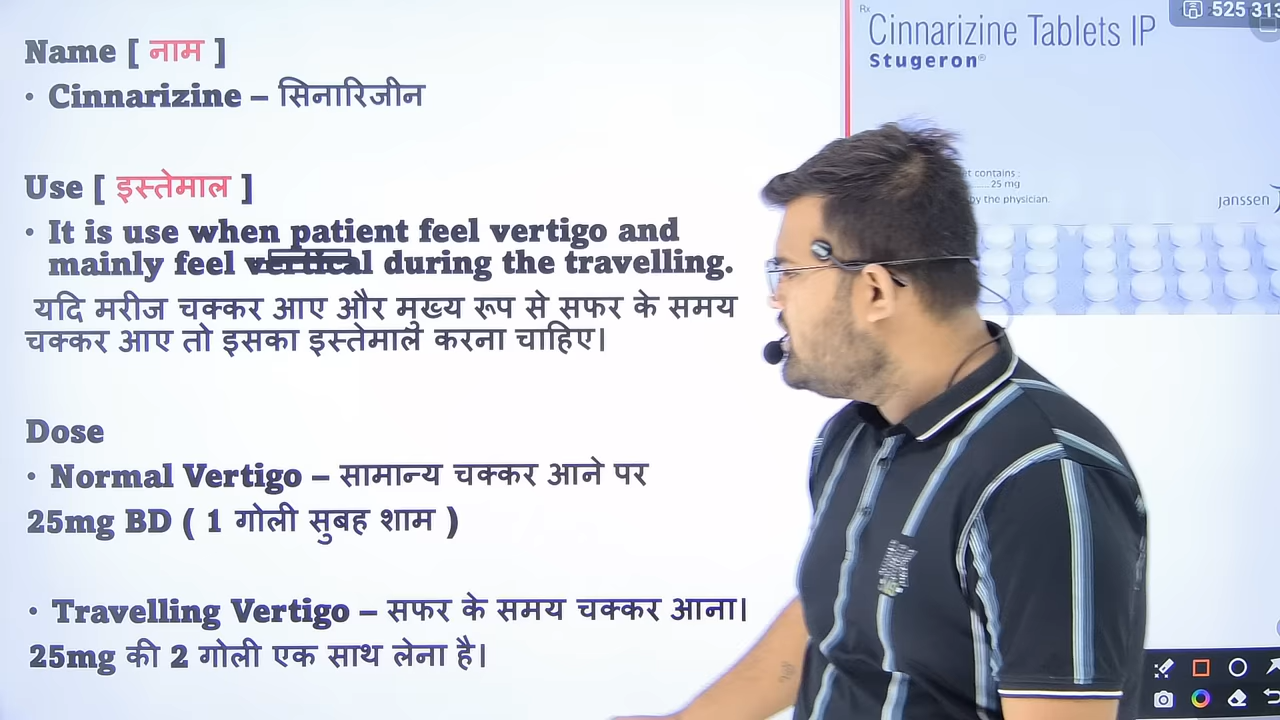 Name [ नाम ]
• Cinnarizine – सिनारिजीन
Use [ इस्तेमाल ]
• It is use when patient feel vertigo and
mainly feel vertical during the travelling.
यदि मरीज चक्कर आए और मुख्य रूप से सफर के समय
चक्कर आए तो इसका इस्तेमाल करना चाहिए।
Dose
• Normal Vertigo – सामान्य चक्कर आने पर
25mg BD ( 1 गोली सुबह शाम )
• Travelling Vertigo – सफर के समय चक्कर आना।
25mg की 2 गोली एक साथ लेना है।
Rx
Cinnarizine Tablets IP
Stugeron®
contains :
25 mg
by the physician.
Janssen
525 313